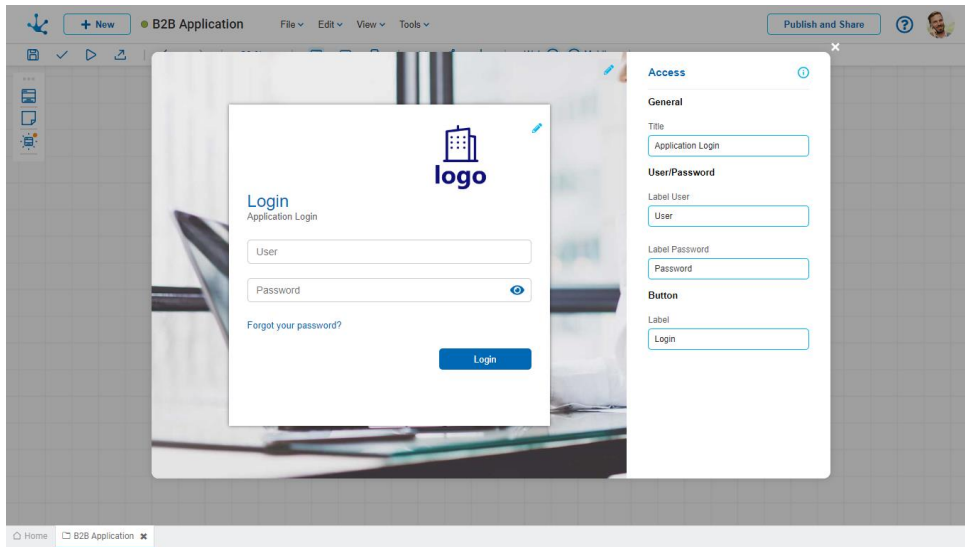 + New
B2B Application
File
Edit
View
Tools
Publish and Share
logo
Login
Application Login
User
Password
Forgot your password?
Login
Access
General
Title
Application Login
User/Password
Label User
User
Label Password
Password
Button
Label
Login
Home
B2B Application